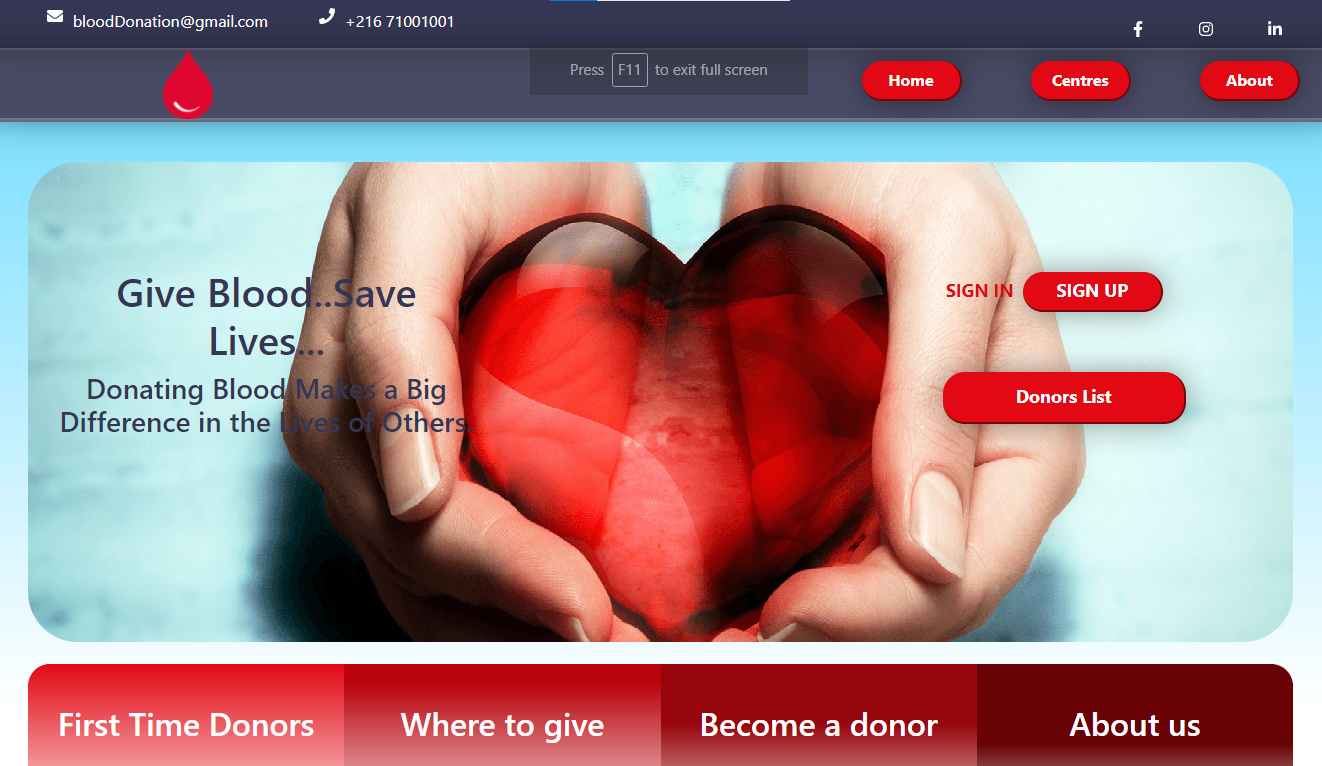 bloodDonation@gmail.com
+216 71001001
Press F11 to exit full screen
Home
Centres
About
Give Blood..Save
Lives...
Donating Blood Makes a Big
Difference in the Lives of Others.
SIGN IN
SIGN UP
Donors List
First Time Donors
Where to give
Become a donor
About us